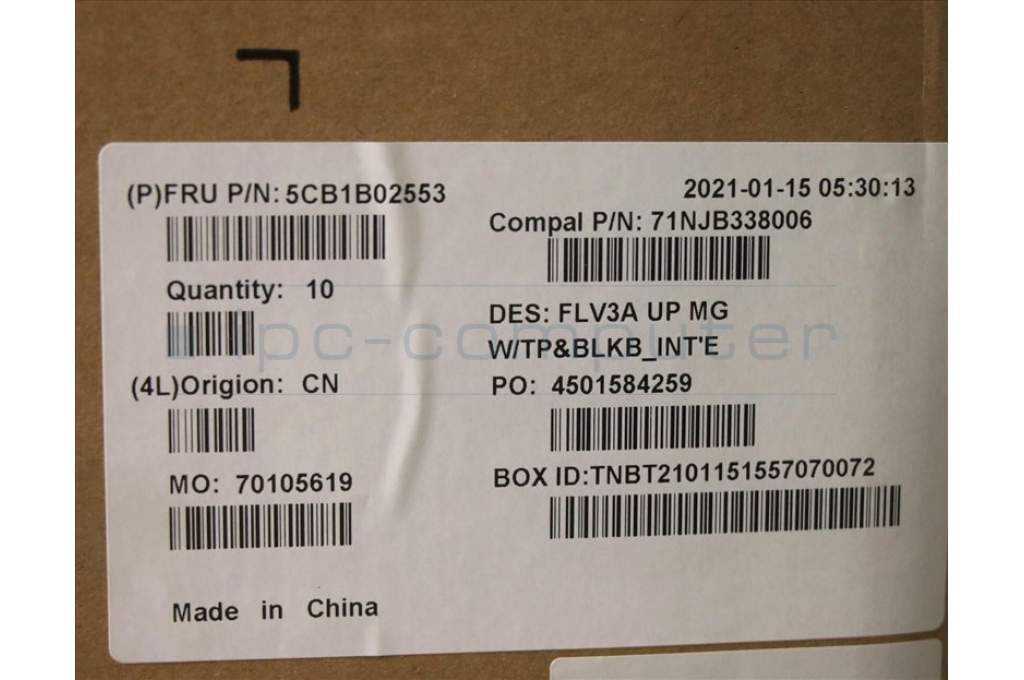 (P)FRU P/N: 5CB1B02553
2021-01-15 05:30:13
Compal P/N: 71NJB338006
Quantity: 10
DES: FLV3A UP MG
W/TP&BLKB_INT'E
ipc-computer
(4L)Origion: CN
PO: 4501584259
MO: 70105619
BOX ID:TNBT2101151557070072
Made in China